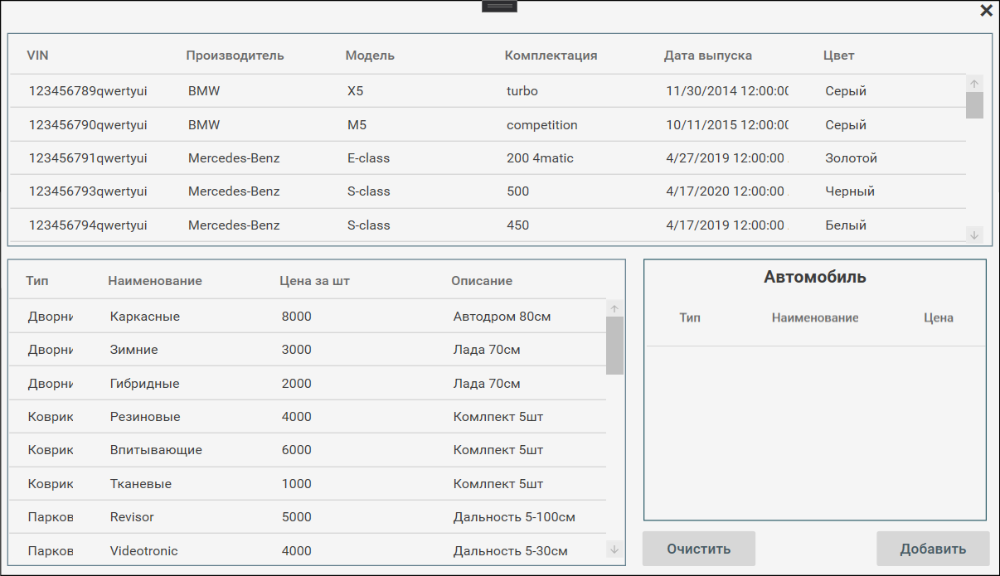 VIN Производитель Модель Комплектация Дата выпуска Цвет
123456789qwertyui BMW X5 turbo 11/30/2014 12:00:00 Серый
123456790qwertyui BMW M5 competition 10/11/2015 12:00:00 Серый
123456791qwertyui Mercedes-Benz E-class 200 4matic 4/27/2019 12:00:00 Золотой
123456793qwertyui Mercedes-Benz S-class 500 4/17/2020 12:00:00 Черный
123456794qwertyui Mercedes-Benz S-class 450 4/17/2019 12:00:00 Белый
Тип Наименование Цена за шт Описание
Дворни Каркасные 8000 Автодром 80см
Дворни Зимние 3000 Лада 70см
Дворни Гибридные 2000 Лада 70см
Коврик Резиновые 4000 Комлпект 5шт
Коврик Впитывающие 6000 Комлпект 5шт
Коврик Тканевые 1000 Комлпект 5шт
Парков Revisor 5000 Дальность 5-100см
Парков Videotronic 4000 Дальность 5-30см
Автомобиль
Тип Наименование Цена
Очистить Добавить